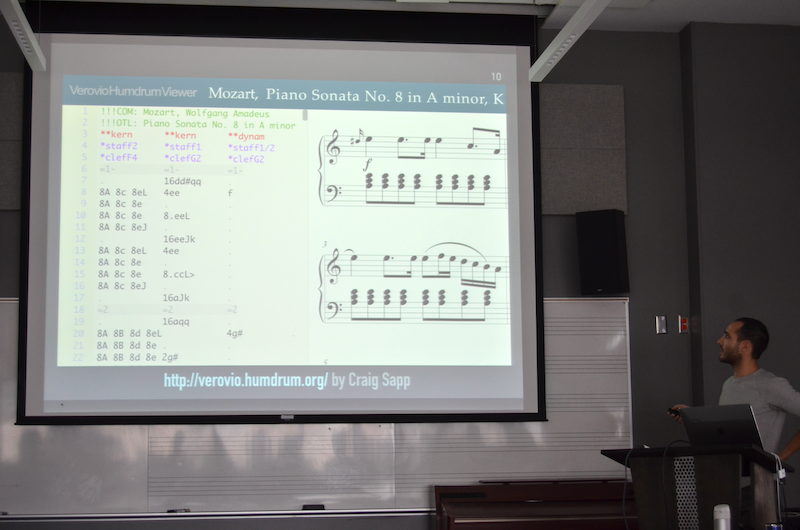 10
VerovioHumdrumViewer Mozart, Piano Sonata No. 8 in A minor, K
1 !!!COM: Mozart, Wolfgang Amadeus
2 !!!OTL: Piano Sonata No. 8 in A minor
3 **kern **kern **dynam
4 *staff2 *staff1 *staff1/2
5 *clefF4 *clefG2 *clefG2
6 =1- =1- =1-
7 . 16dd#qq .
8 8A 8c 8eL 4ee f
9 8A 8c 8e . .
10 8A 8c 8e 8.eeL .
11 8A 8c 8eJ . .
12 . 16eeJk .
13 8A 8c 8eL 4ee .
14 8A 8c 8e . .
15 8A 8c 8e 8.ccL> .
16 8A 8c 8eJ . .
17 . 16aJk .
18 =2 =2 =2
19 . 16aqq .
20 8A 8B 8d 8eL 4g#
21 8A 8B 8d 8e . .
22 8A 8B 8d 8e 2g# .
f
3
5
http://verovio.humdrum.org/ by Craig Sapp